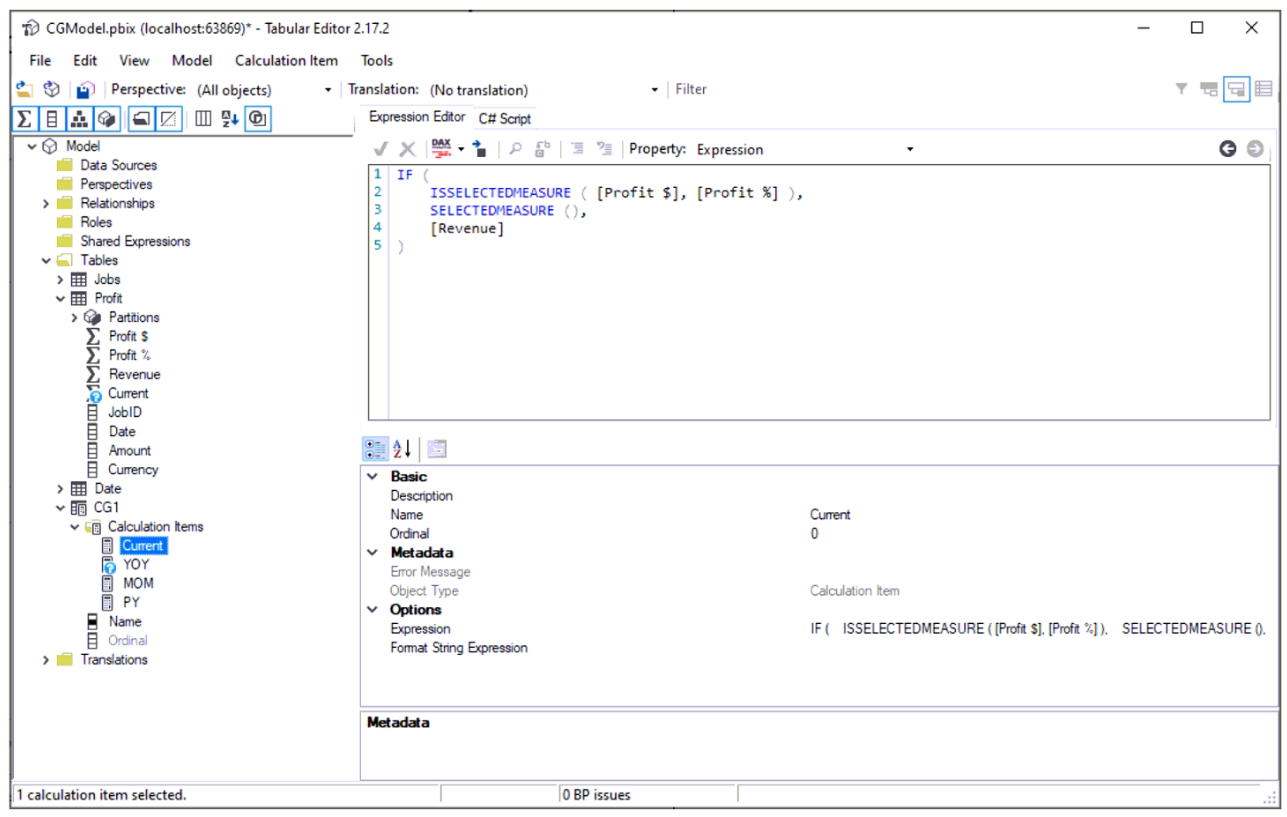 CGModel.pbix (localhost:63869)* - Tabular Editor 2.17.2
File Edit View Model Calculation Item Tools
Perspective: (All objects) Translation: (No translation) Filter
Expression Editor C# Script
DAX Property: Expression
1 IF (
2 ISSELECTEDMEASURE ( [Profit $], [Profit %] ),
3 SELECTEDMEASURE (),
4 [Revenue]
5 )
Model
Data Sources
Perspectives
Relationships
Roles
Shared Expressions
Tables
Jobs
Profit
Partitions
Profit $
Profit %
Revenue
Current
JobID
Date
Amount
Currency
Date
CG1
Calculation Items
Current
YOY
MOM
PY
Name
Ordinal
Translations
Basic
Description
Name Current
Ordinal 0
Metadata
Error Message
Object Type Calculation Item
Options
Expression IF ( ISSELECTEDMEASURE ( [Profit $], [Profit %] ), SELECTEDMEASURE (),
Format String Expression
Metadata
1 calculation item selected. 0 BP issues